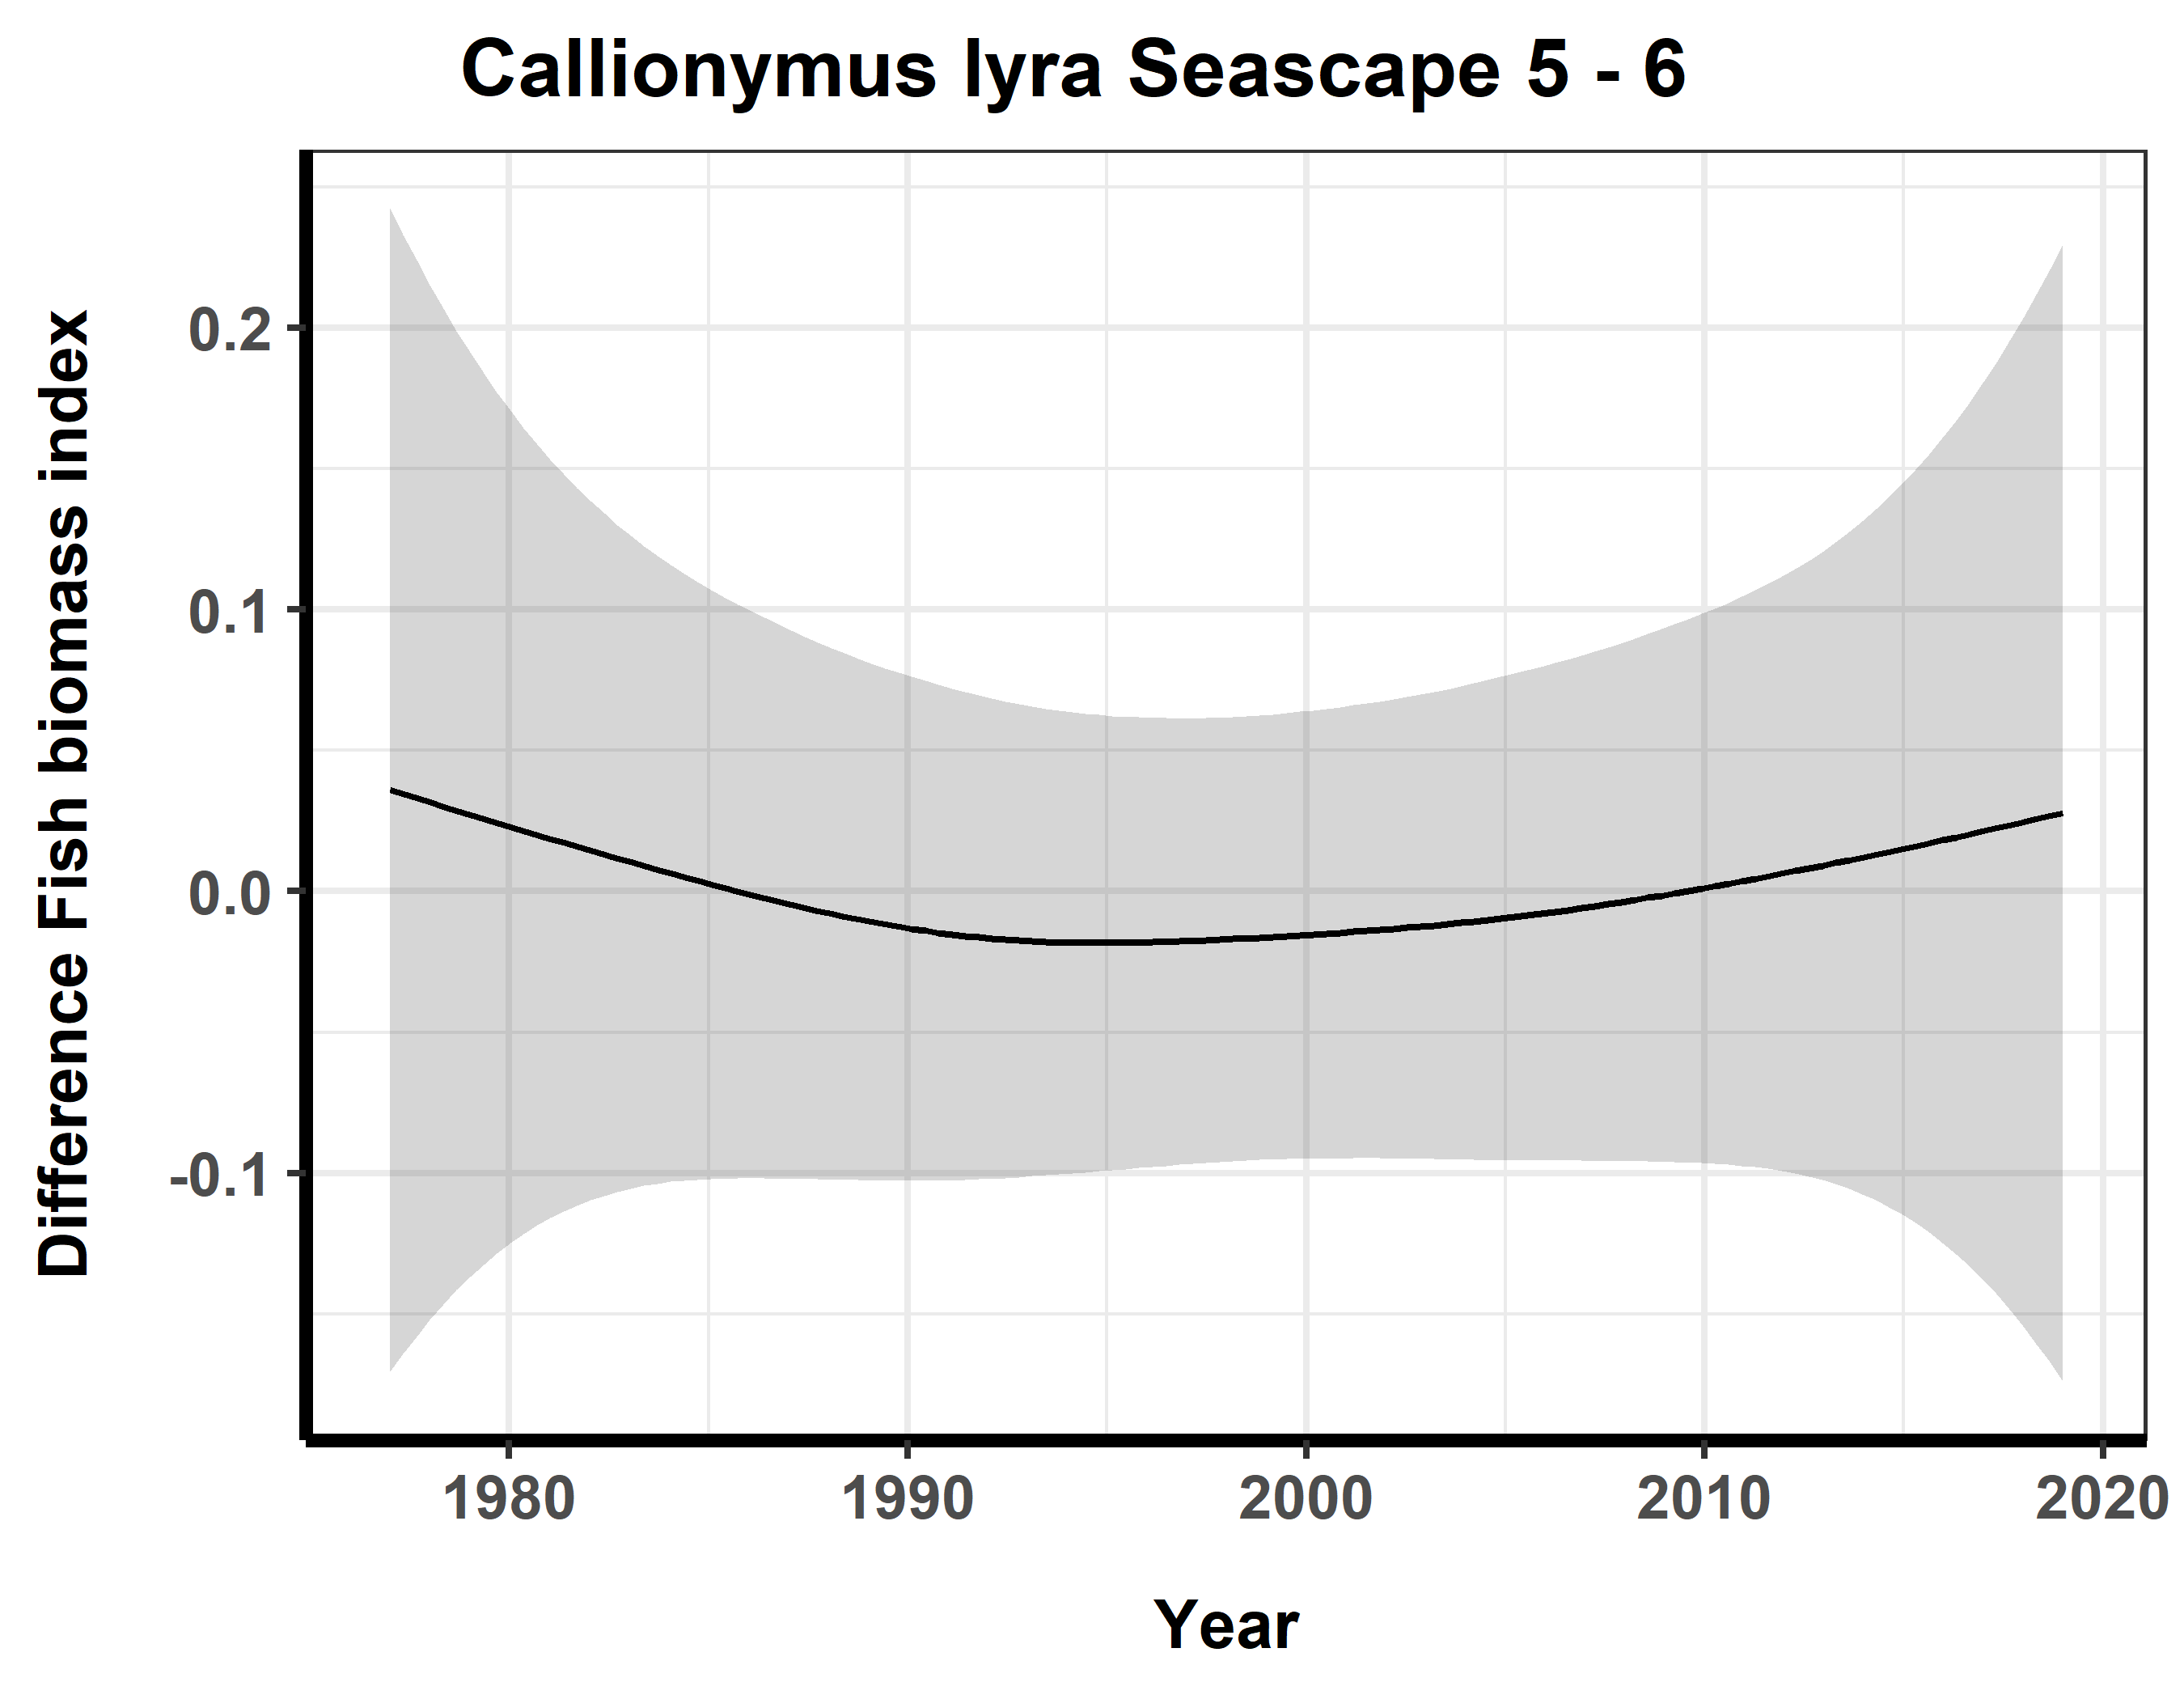 Callionymus lyra Seascape 5 - 6
Difference Fish biomass index
0.2
0.1
0.0
-0.1
1980 1990 2000 2010 2020
Year